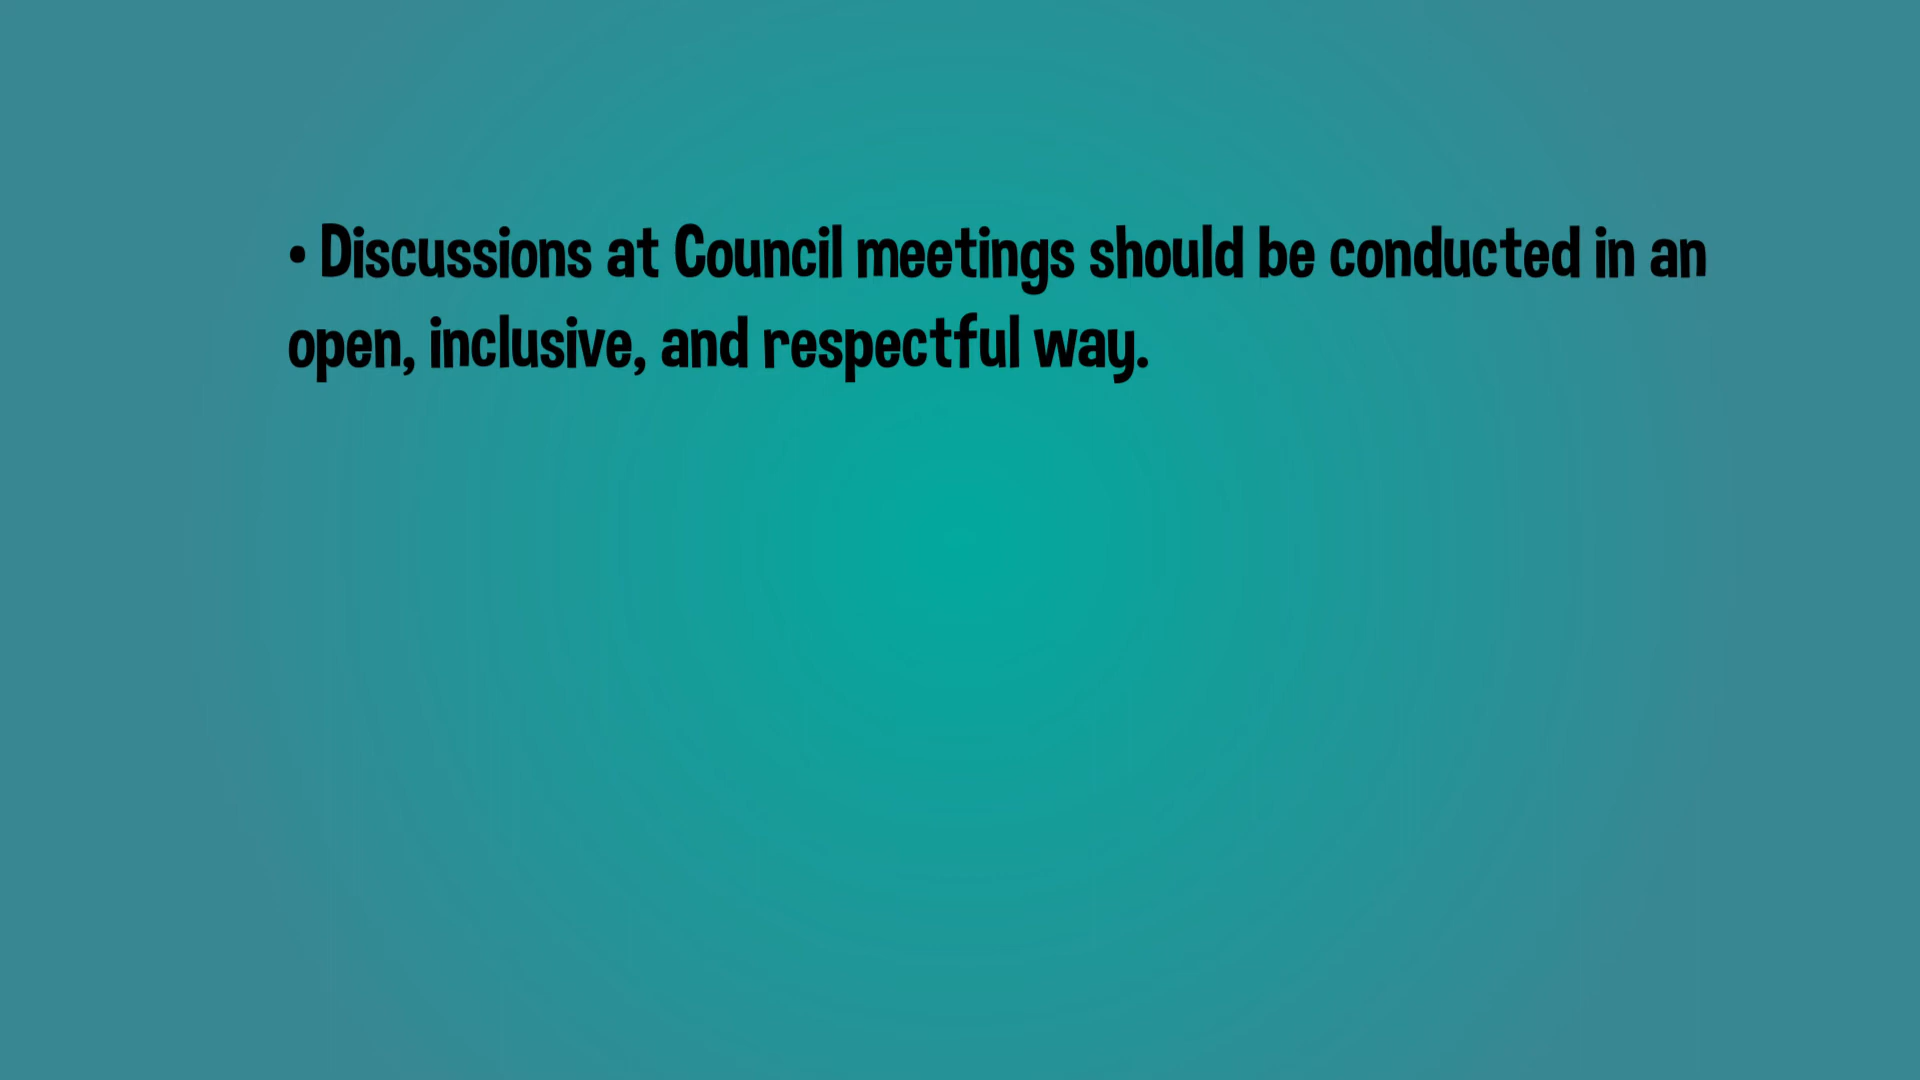 • Discussions at Council meetings should be conducted in an
open, inclusive, and respectful way.